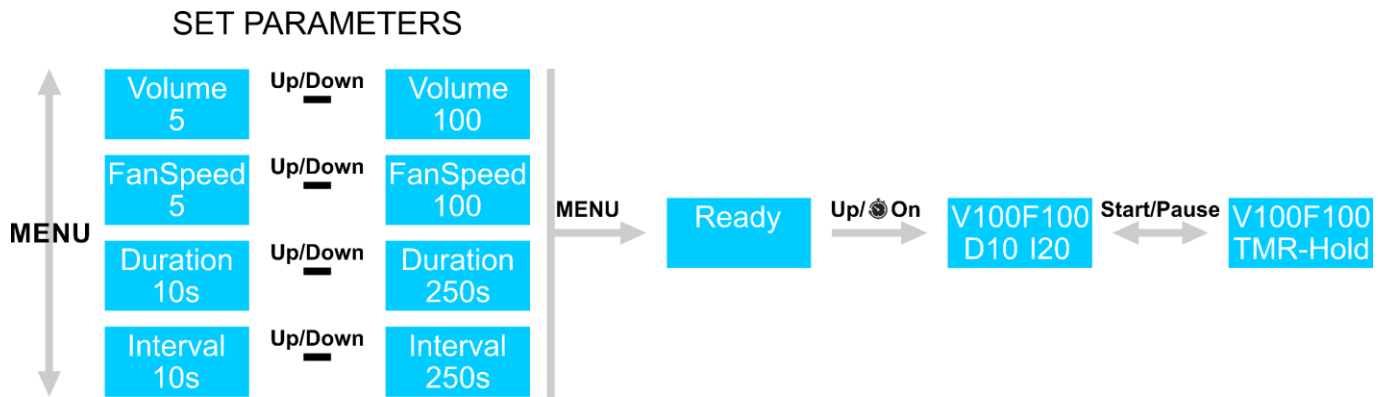 SET PARAMETERS
MENU
Volume
5
Up/Down
Volume
100
FanSpeed
5
Up/Down
FanSpeed
100
Duration
10s
Up/Down
Duration
250s
Interval
10s
Up/Down
Interval
250s
MENU
Ready
Up/ On
V100F100
D10 I20
Start/Pause
V100F100
TMR-Hold